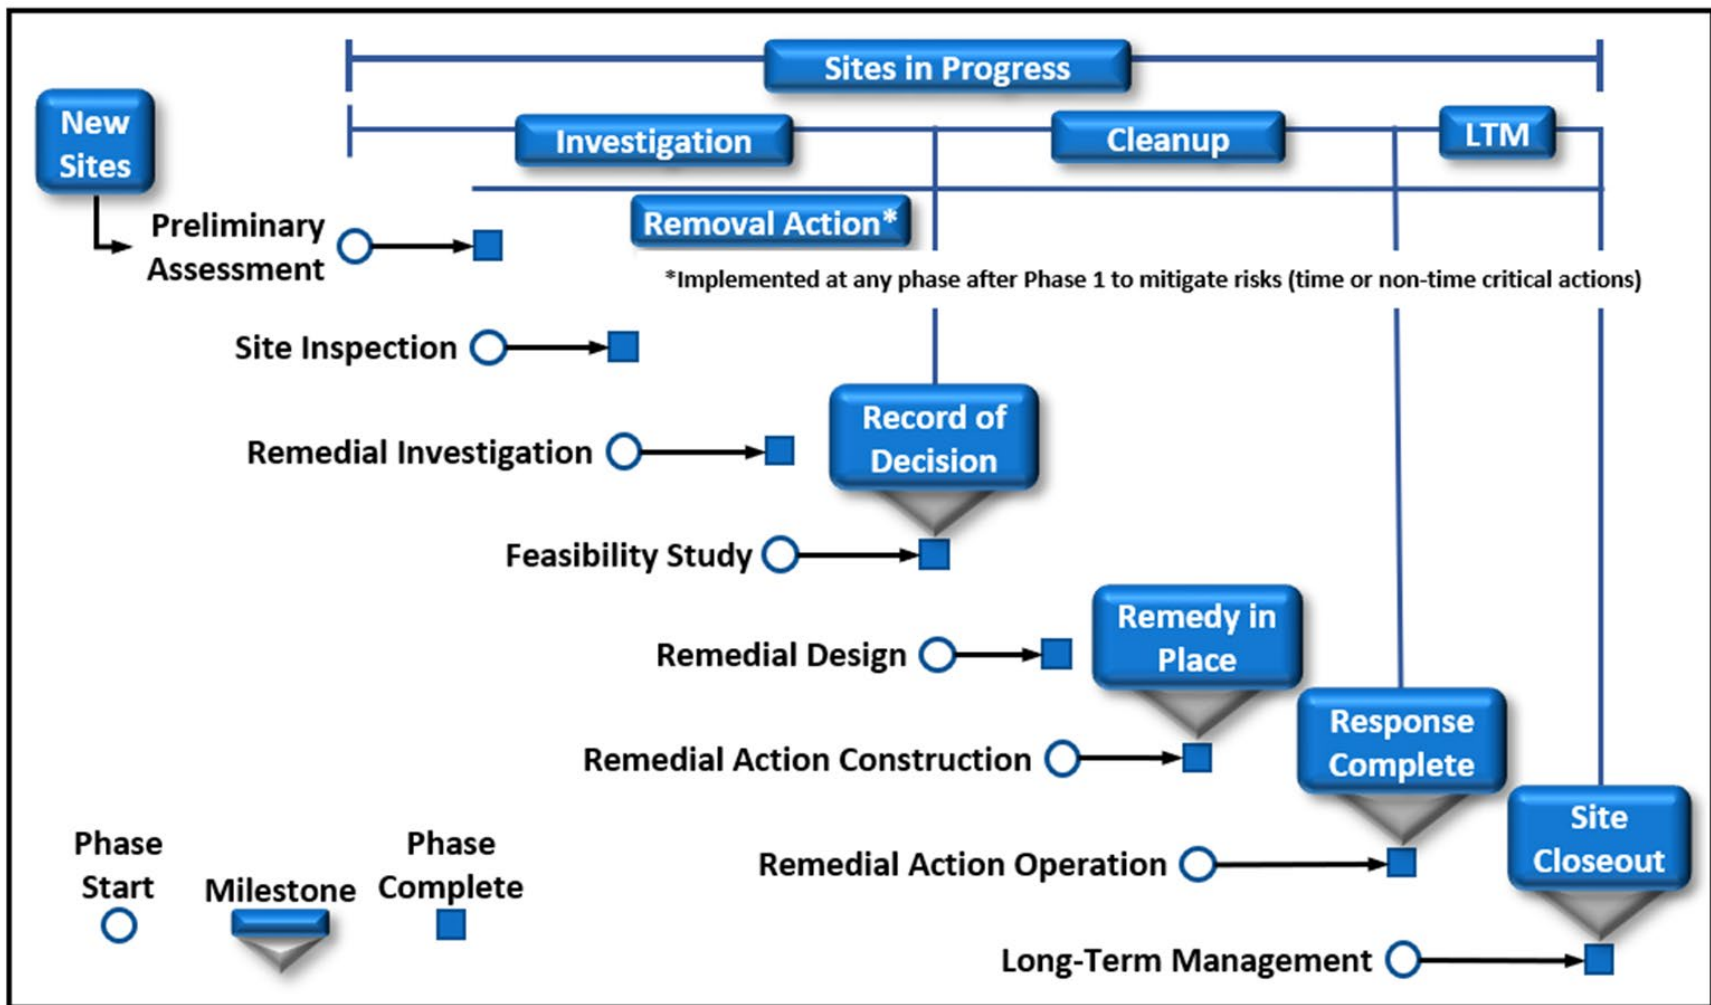 Sites in Progress
New
Sites
Investigation
Cleanup
LTM
Removal Action*
Preliminary
Assessment
*Implemented at any phase after Phase 1 to mitigate risks (time or non-time critical actions)
Site Inspection
Record of
Decision
Remedial Investigation
Feasibility Study
Remedy in
Place
Remedial Design
Response
Complete
Remedial Action Construction
Site
Closeout
Remedial Action Operation
Long-Term Management
Phase
Start
Milestone
Phase
Complete